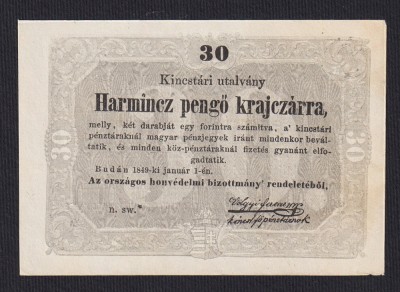 30
Kincstári utalvány
Harmincz pengő krajczárra,
melly, két darabját egy forintra számítva, a' kincstári
pénztáraknál magyar pénzjegyek iránt mindenkor bevál-
tatik, és minden köz-pénztáraknál fizetés gyanánt elfo-
gadtatik.
Budán 1849-ki január 1-én.
Az országos honvédelmi bizottmány' rendeletéből,
n. sw.
30
30